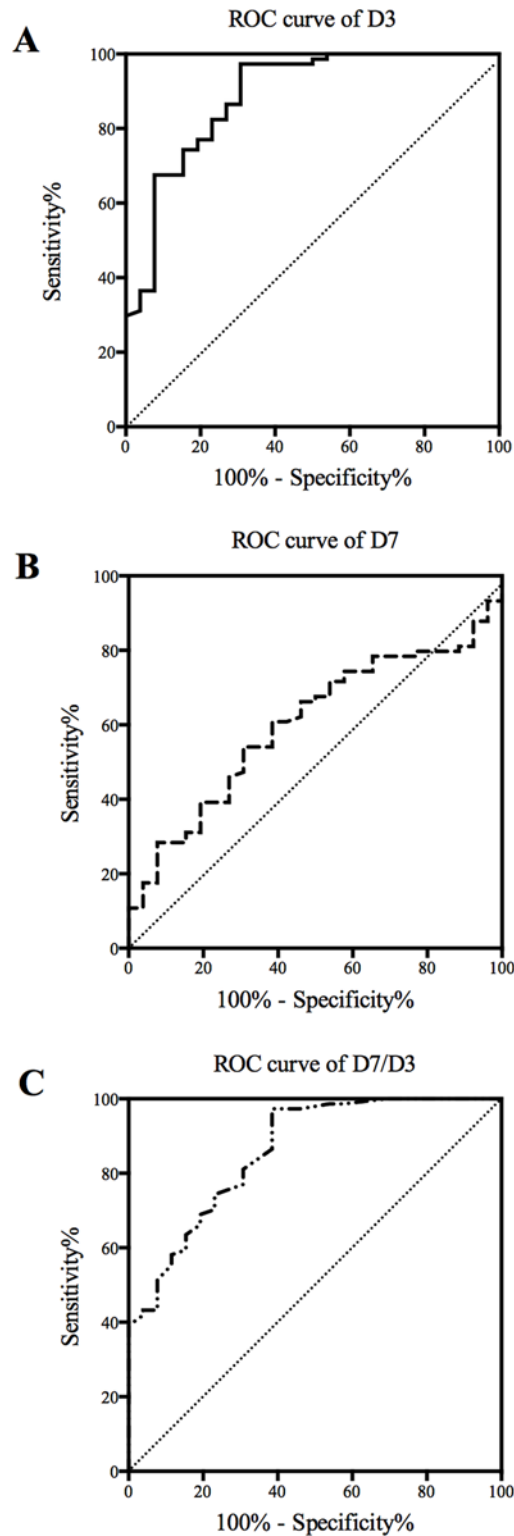 A
ROC curve of D3
100
80
60
40
20
0
Sensitivity%
0 20 40 60 80 100
100% - Specificity%
B
ROC curve of D7
100
80
60
40
20
0
Sensitivity%
0 20 40 60 80 100
100% - Specificity%
C
ROC curve of D7/D3
100
80
60
40
20
0
Sensitivity%
0 20 40 60 80 100
100% - Specificity%